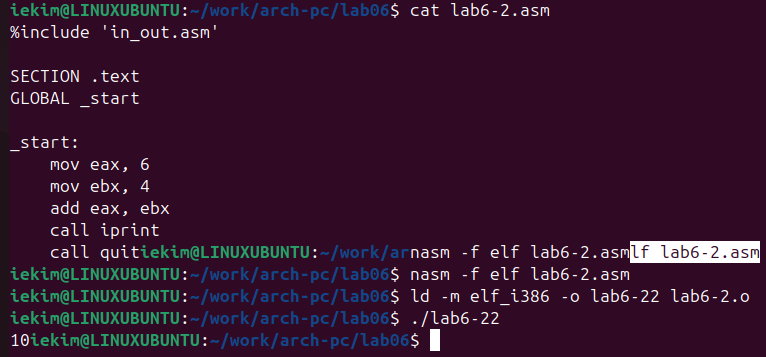 iekim@LINUXUBUNTU:~/work/arch-pc/lab06$ cat lab6-2.asm
%include 'in_out.asm'
SECTION .text
GLOBAL _start
_start:
    mov eax, 6
    mov ebx, 4
    add eax, ebx
    call iprint
    call quitiekim@LINUXUBUNTU:~/work/arnasm -f elf lab6-2.asmlf lab6-2.asm
iekim@LINUXUBUNTU:~/work/arch-pc/lab06$ nasm -f elf lab6-2.asm
iekim@LINUXUBUNTU:~/work/arch-pc/lab06$ ld -m elf_i386 -o lab6-22 lab6-2.o
iekim@LINUXUBUNTU:~/work/arch-pc/lab06$ ./lab6-22
10iekim@LINUXUBUNTU:~/work/arch-pc/lab06$